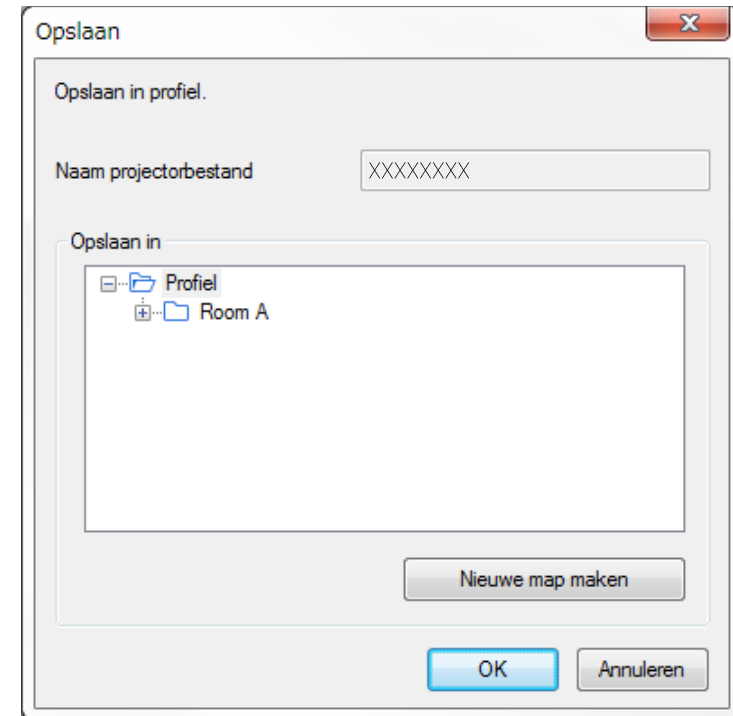 Opslaan
Opslaan in profiel.
Naam projectorbestand XXXXXXXX
Opslaan in
Profiel
Room A
Nieuwe map maken
OK Annuleren